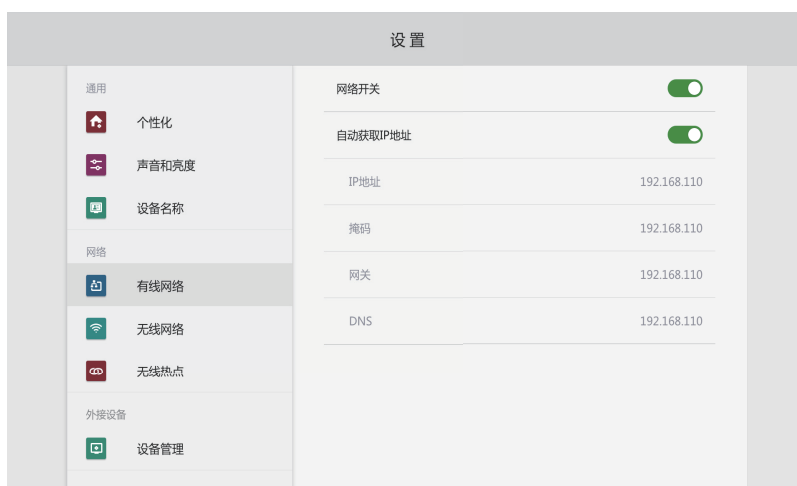 设置
通用
个性化
声音和亮度
设备名称
网络
有线网络
无线网络
无线热点
外接设备
设备管理
网络开关
自动获取IP地址
IP地址 192.168.110
掩码 192.168.110
网关 192.168.110
DNS 192.168.110